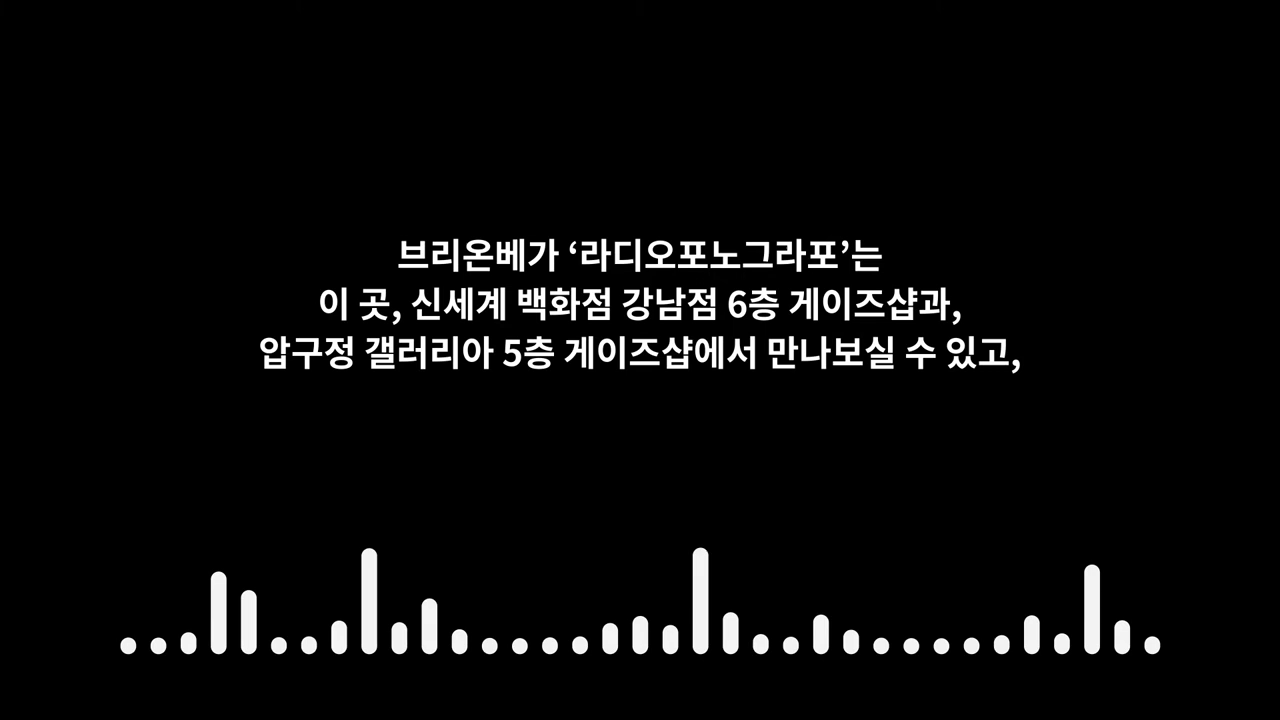 브리온베가 ‘라디오포노그라포’는
이 곳, 신세계 백화점 강남점 6층 게이즈샵과,
압구정 갤러리아 5층 게이즈샵에서 만나보실 수 있고,